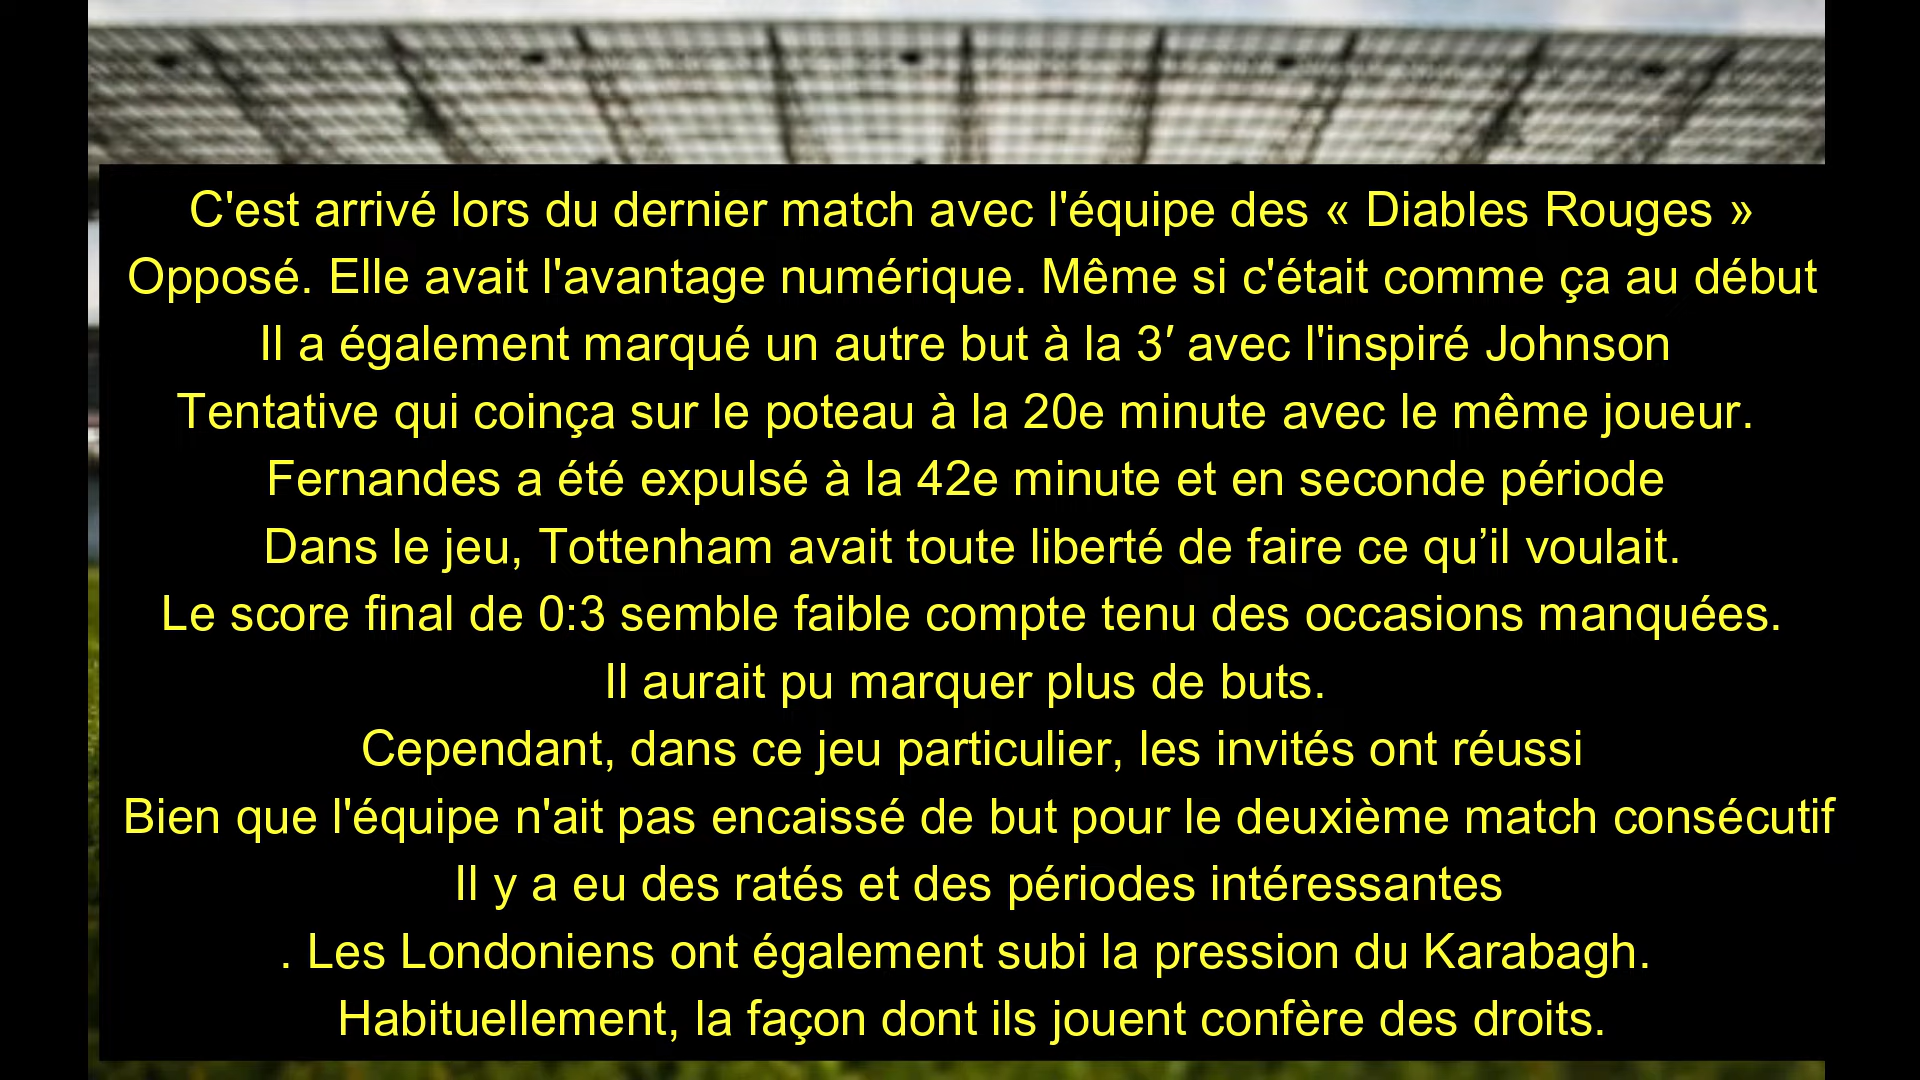 C'est arrivé lors du dernier match avec l'équipe des « Diables Rouges »
Opposé. Elle avait l'avantage numérique. Même si c'était comme ça au début
Il a également marqué un autre but à la 3′ avec l'inspiré Johnson
Tentative qui coinça sur le poteau à la 20e minute avec le même joueur.
Fernandes a été expulsé à la 42e minute et en seconde période
Dans le jeu, Tottenham avait toute liberté de faire ce qu’il voulait.
Le score final de 0:3 semble faible compte tenu des occasions manquées.
Il aurait pu marquer plus de buts.
Cependant, dans ce jeu particulier, les invités ont réussi
Bien que l'équipe n'ait pas encaissé de but pour le deuxième match consécutif
Il y a eu des ratés et des périodes intéressantes
. Les Londoniens ont également subi la pression du Karabagh.
Habituellement, la façon dont ils jouent confère des droits.